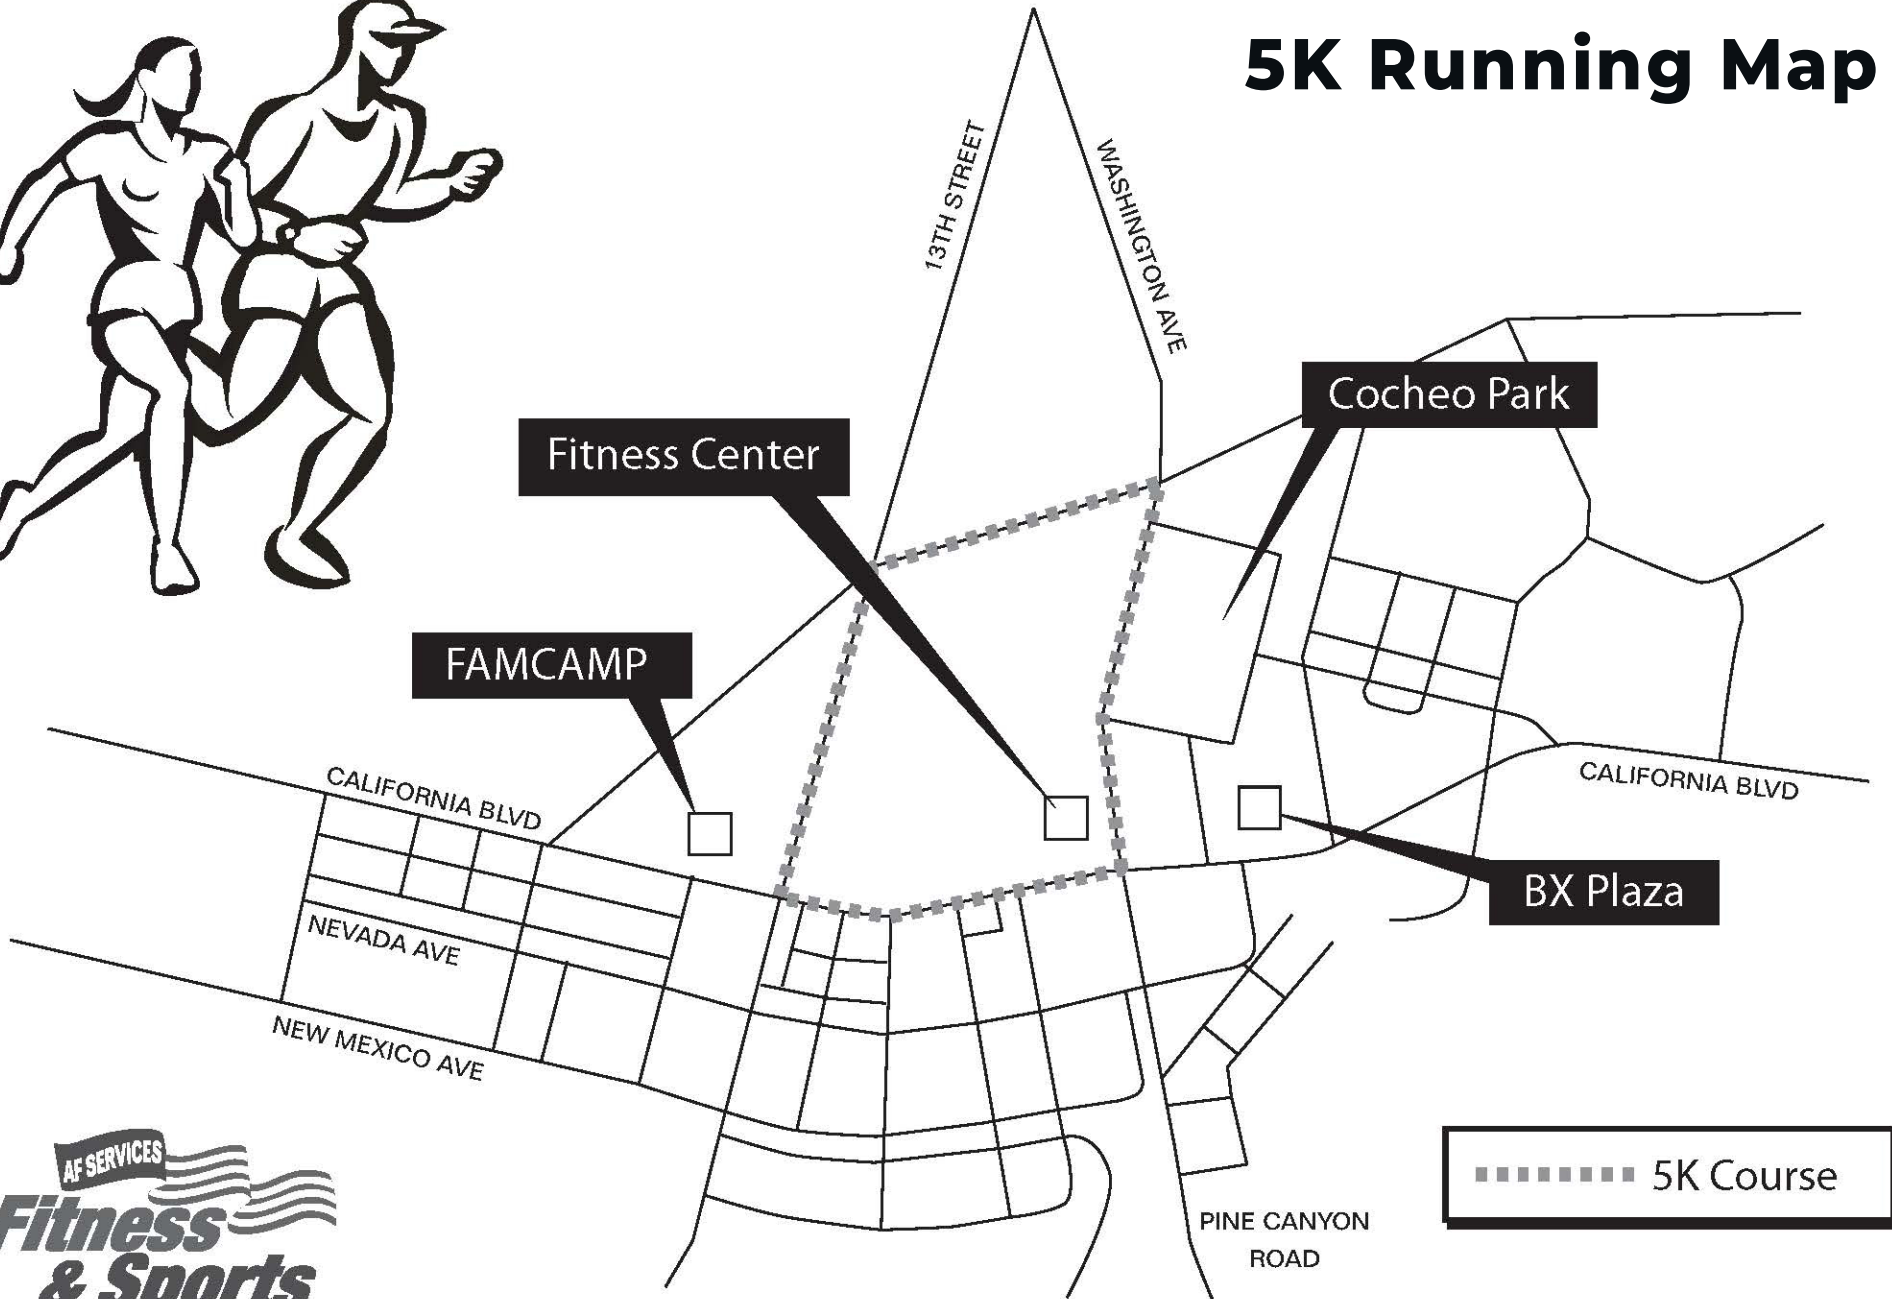 5K Running Map
13TH STREET
WASHINGTON AVE
Cocheo Park
Fitness Center
FAMCAMP
CALIFORNIA BLVD
CALIFORNIA BLVD
BX Plaza
NEVADA AVE
NEW MEXICO AVE
AF SERVICES
Fitness
& Sports
5K Course
PINE CANYON
ROAD